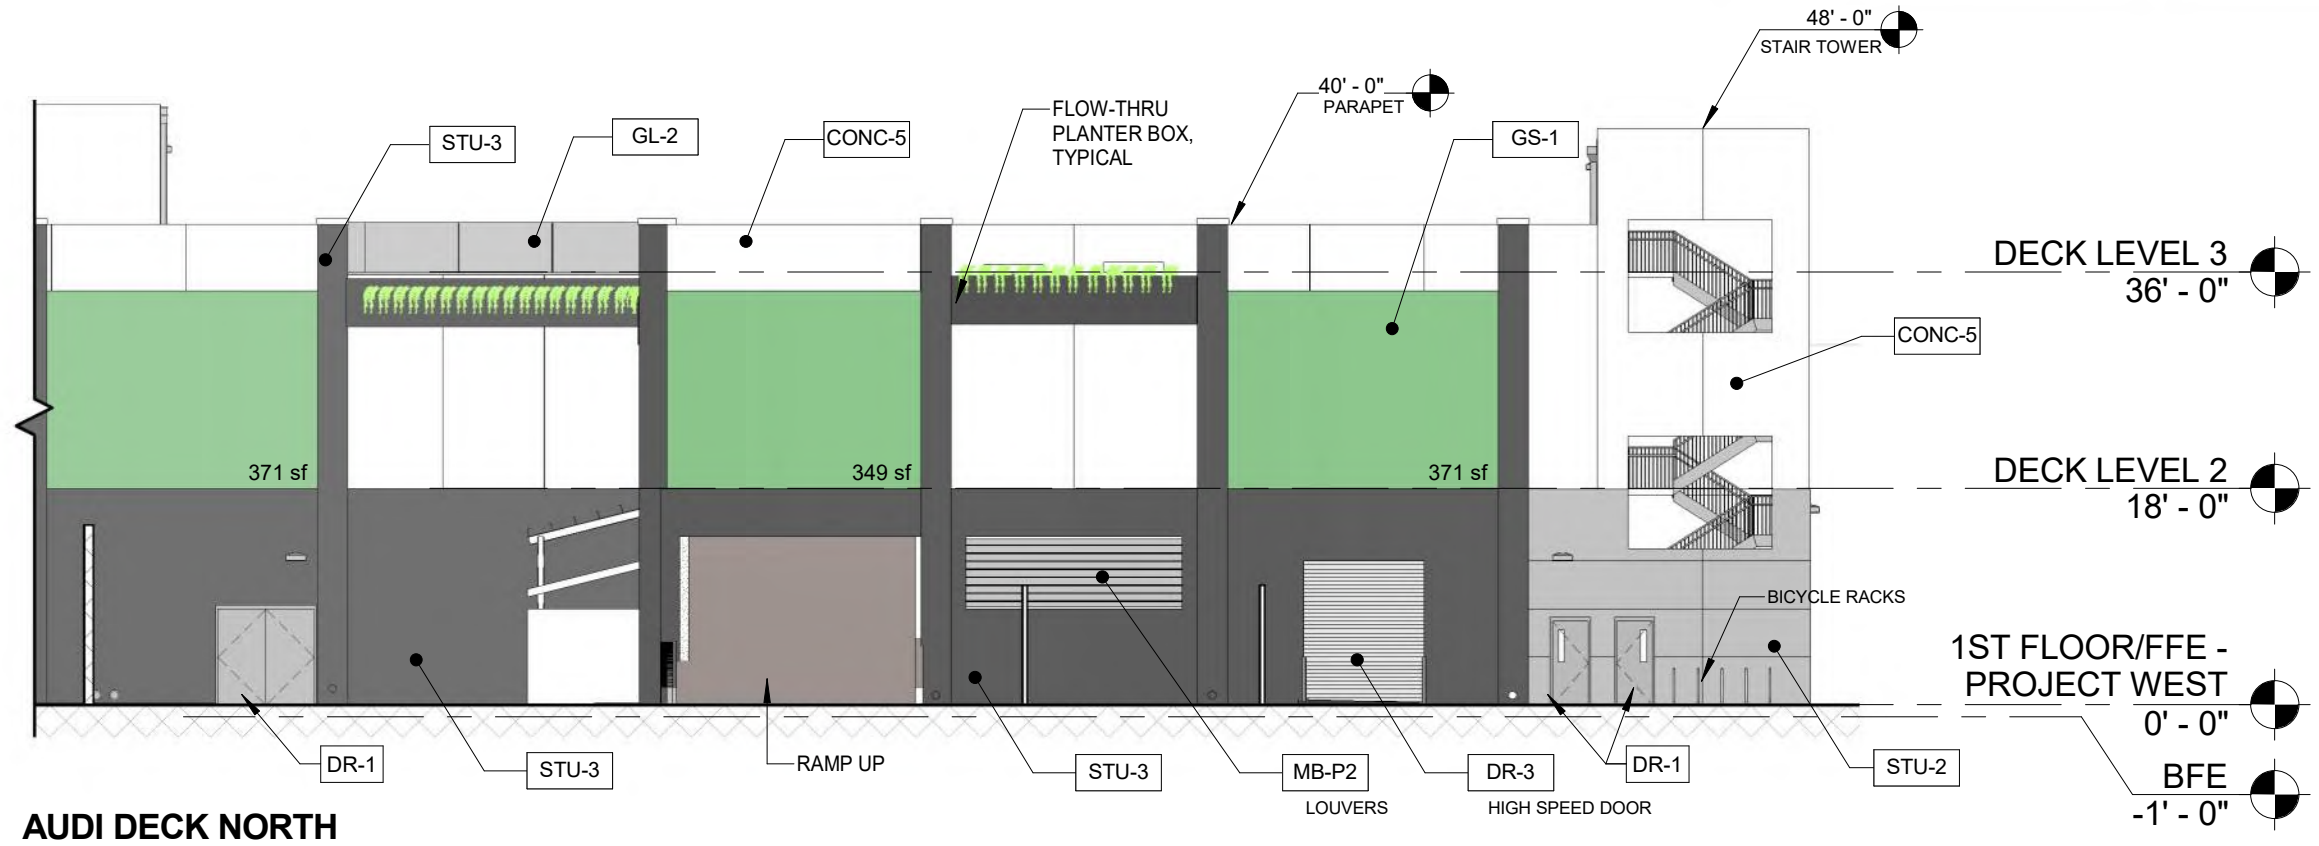 48' - 0"
STAIR TOWER
40' - 0"
PARAPET
FLOW-THRU
PLANTER BOX,
TYPICAL
STU-3
GL-2
CONC-5
GS-1
DECK LEVEL 3
36' - 0"
CONC-5
371 sf
349 sf
371 sf
DECK LEVEL 2
18' - 0"
BICYCLE RACKS
1ST FLOOR/FFE -
PROJECT WEST
0' - 0"
DR-1
STU-3
RAMP UP
STU-3
MB-P2
LOUVERS
DR-3
HIGH SPEED DOOR
DR-1
STU-2
BFE
-1' - 0"
AUDI DECK NORTH